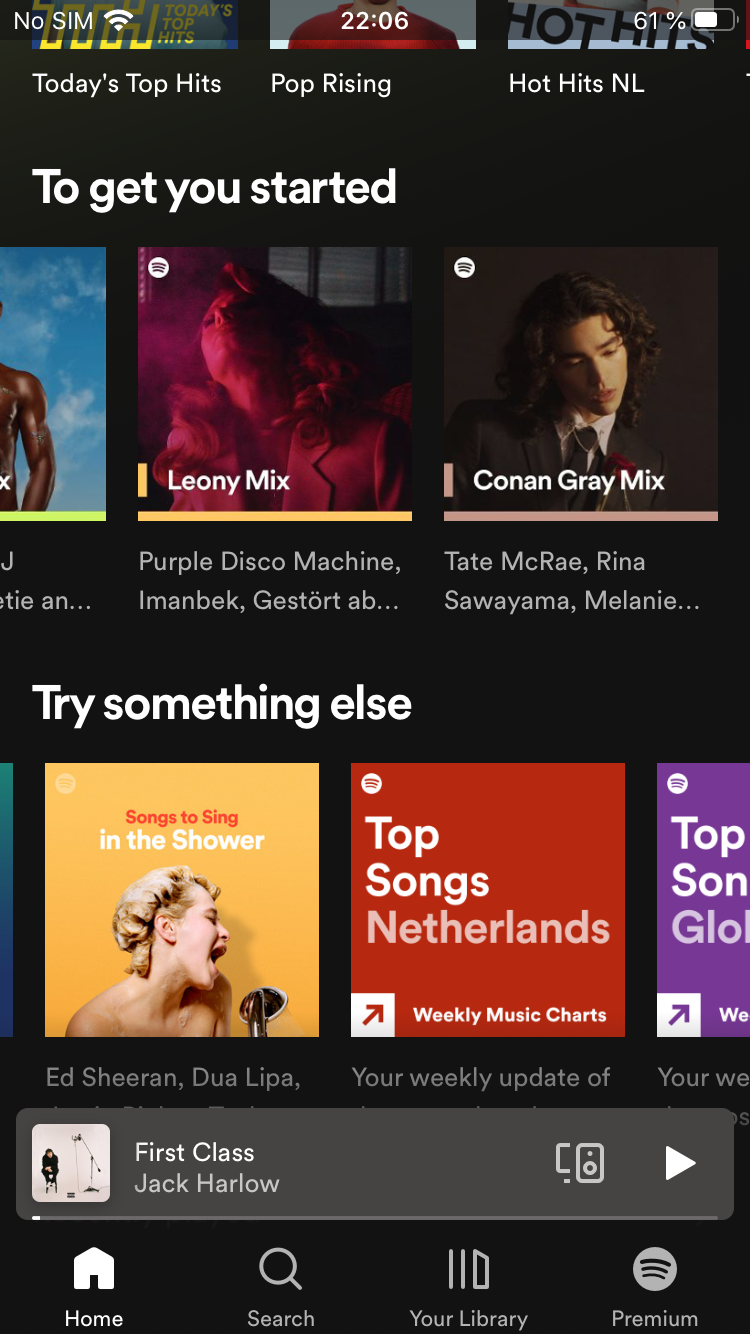 No SIM 22:06 61 %
TODAY'S
TOP
HITS
HOT HITS
Today's Top Hits
Pop Rising
Hot Hits NL
To get you started
x
Leony Mix
Conan Gray Mix
J
etie an...
Purple Disco Machine,
Imanbek, Gestört ab...
Tate McRae, Rina
Sawayama, Melanie...
Try something else
Songs to Sing
in the Shower
Top
Songs
Netherlands
Weekly Music Charts
Top
Son
Glo
We
Ed Sheeran, Dua Lipa,
Your weekly update of
Your we
First Class
Jack Harlow
Home
Search
Your Library
Premium